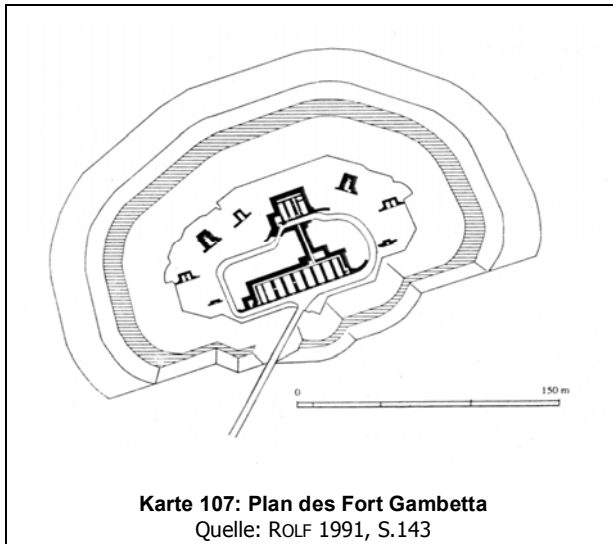 0 150 m
Karte 107: Plan des Fort Gambetta
Quelle: ROLF 1991, S.143